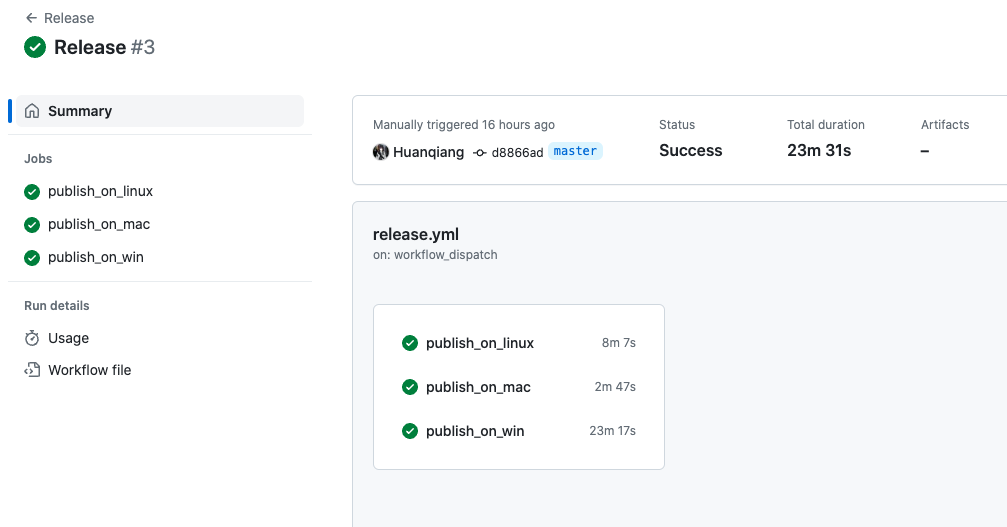 ← Release
Release #3
Summary
Jobs
publish_on_linux
publish_on_mac
publish_on_win
Run details
Usage
Workflow file
Manually triggered 16 hours ago
Huanqiang d8866ad master
Status
Success
Total duration
23m 31s
Artifacts
–
release.yml
on: workflow_dispatch
publish_on_linux 8m 7s
publish_on_mac 2m 47s
publish_on_win 23m 17s